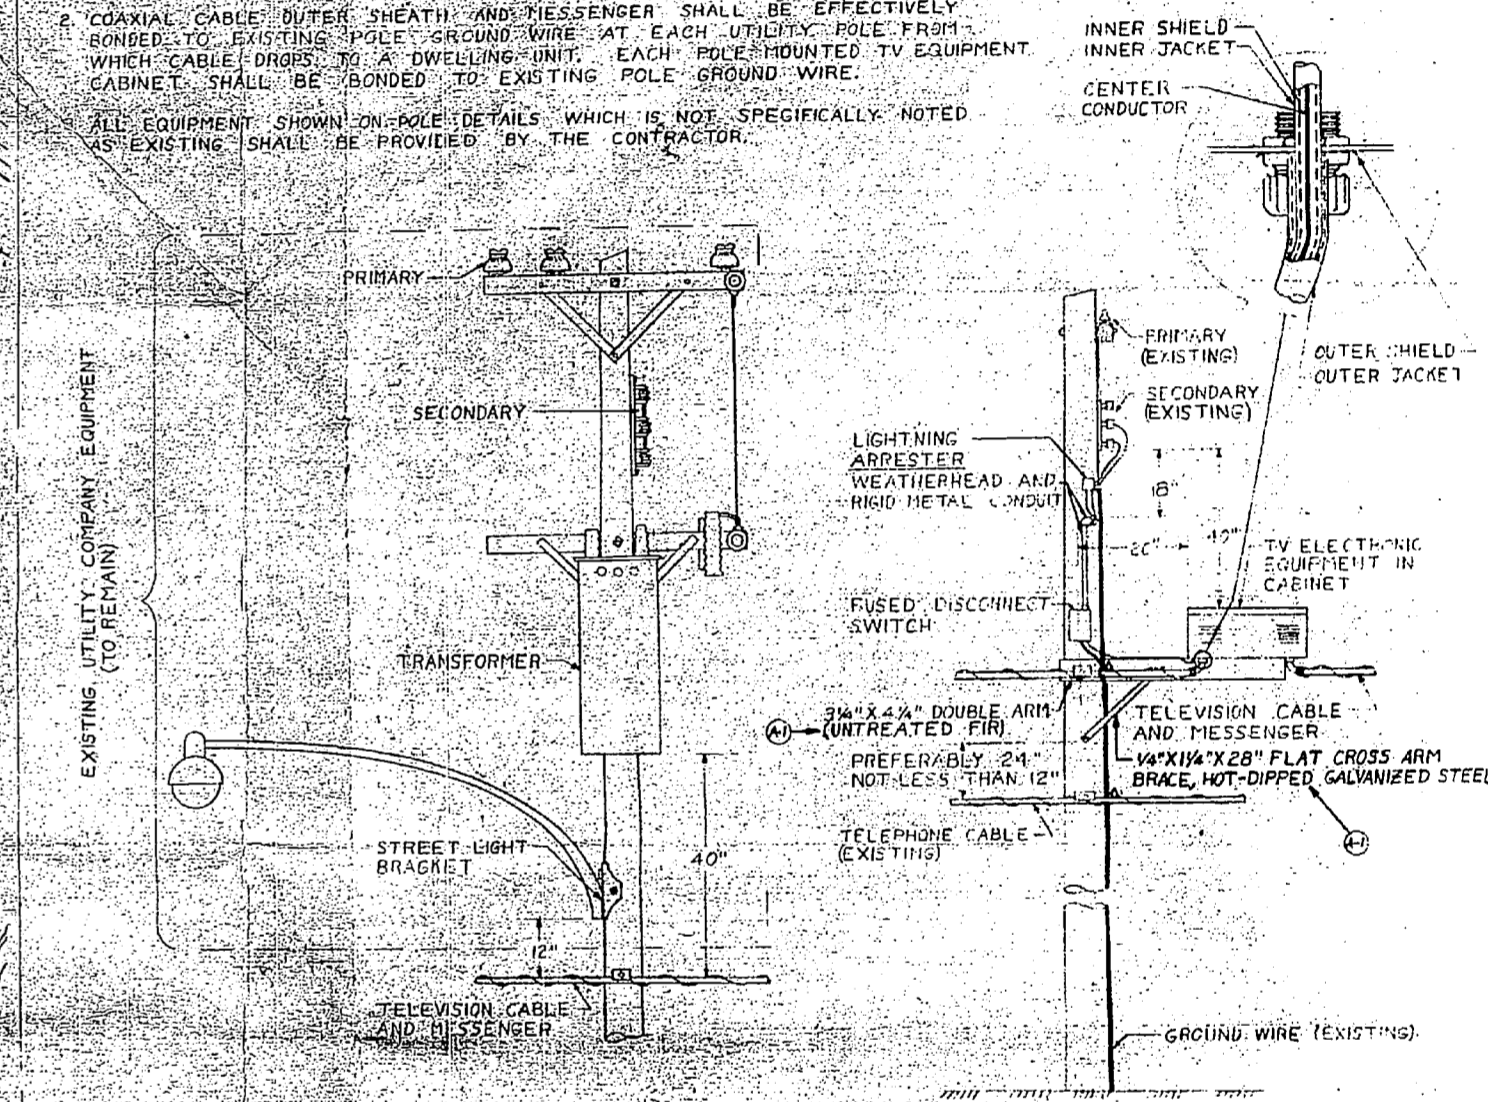 2. COAXIAL CABLE OUTER SHEATH AND MESSENGER SHALL BE EFFECTIVELY
BONDED TO EXISTING POLE GROUND WIRE AT EACH UTILITY POLE FROM
WHICH CABLE DROPS TO A DWELLING UNIT. EACH POLE MOUNTED TV EQUIPMENT
CABINET SHALL BE BONDED TO EXISTING POLE GROUND WIRE.
ALL EQUIPMENT SHOWN ON POLE DETAILS WHICH IS NOT SPECIFICALLY NOTED
AS EXISTING SHALL BE PROVIDED BY THE CONTRACTOR.
INNER SHIELD
INNER JACKET
CENTER
CONDUCTOR
OUTER SHIELD
OUTER JACKET
EXISTING UTILITY COMPANY EQUIPMENT
(TO REMAIN)
PRIMARY
SECONDARY
TRANSFORMER
STREET LIGHT
BRACKET
40"
12"
TELEVISION CABLE
AND MESSENGER
PRIMARY
(EXISTING)
SECONDARY
(EXISTING)
LIGHTNING
ARRESTER
WEATHERHEAD AND
RIGID METAL CONDUIT
18"
40"
TV ELECTRONIC
EQUIPMENT IN
CABINET
FUSED DISCONNECT
SWITCH
3¼" X 4¼" DOUBLE ARM
(UNTREATED FIR)
A-1
PREFERABLY 24"
NOT LESS THAN 12"
TELEVISION CABLE
AND MESSENGER
¼"X1¼"X28" FLAT CROSS ARM
BRACE, HOT-DIPPED GALVANIZED STEEL
A-1
TELEPHONE CABLE
(EXISTING)
GROUND WIRE (EXISTING)